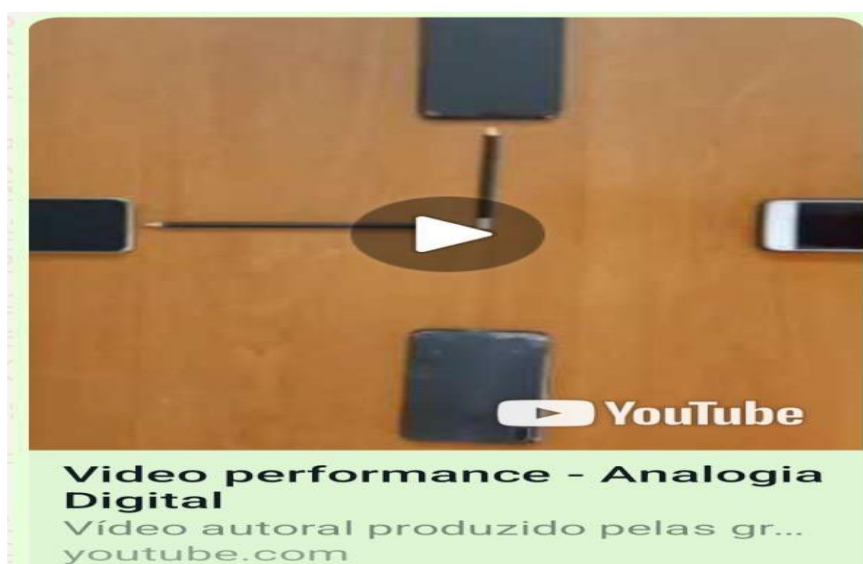 YouTube
Video performance - Analogia
Digital
Vídeo autoral produzido pelas gr...
youtube.com